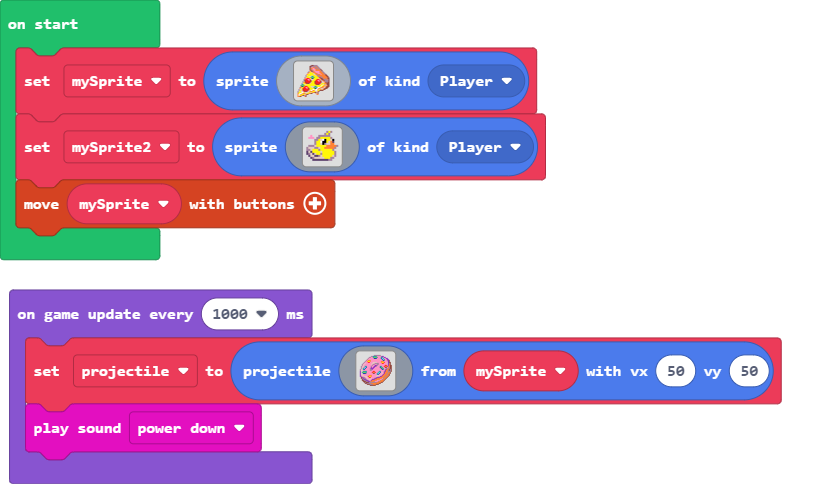 on start
set mySprite to sprite of kind Player
set mySprite2 to sprite of kind Player
move mySprite with buttons
on game update every 1000 ms
set projectile to projectile from mySprite with vx 50 vy 50
play sound power down